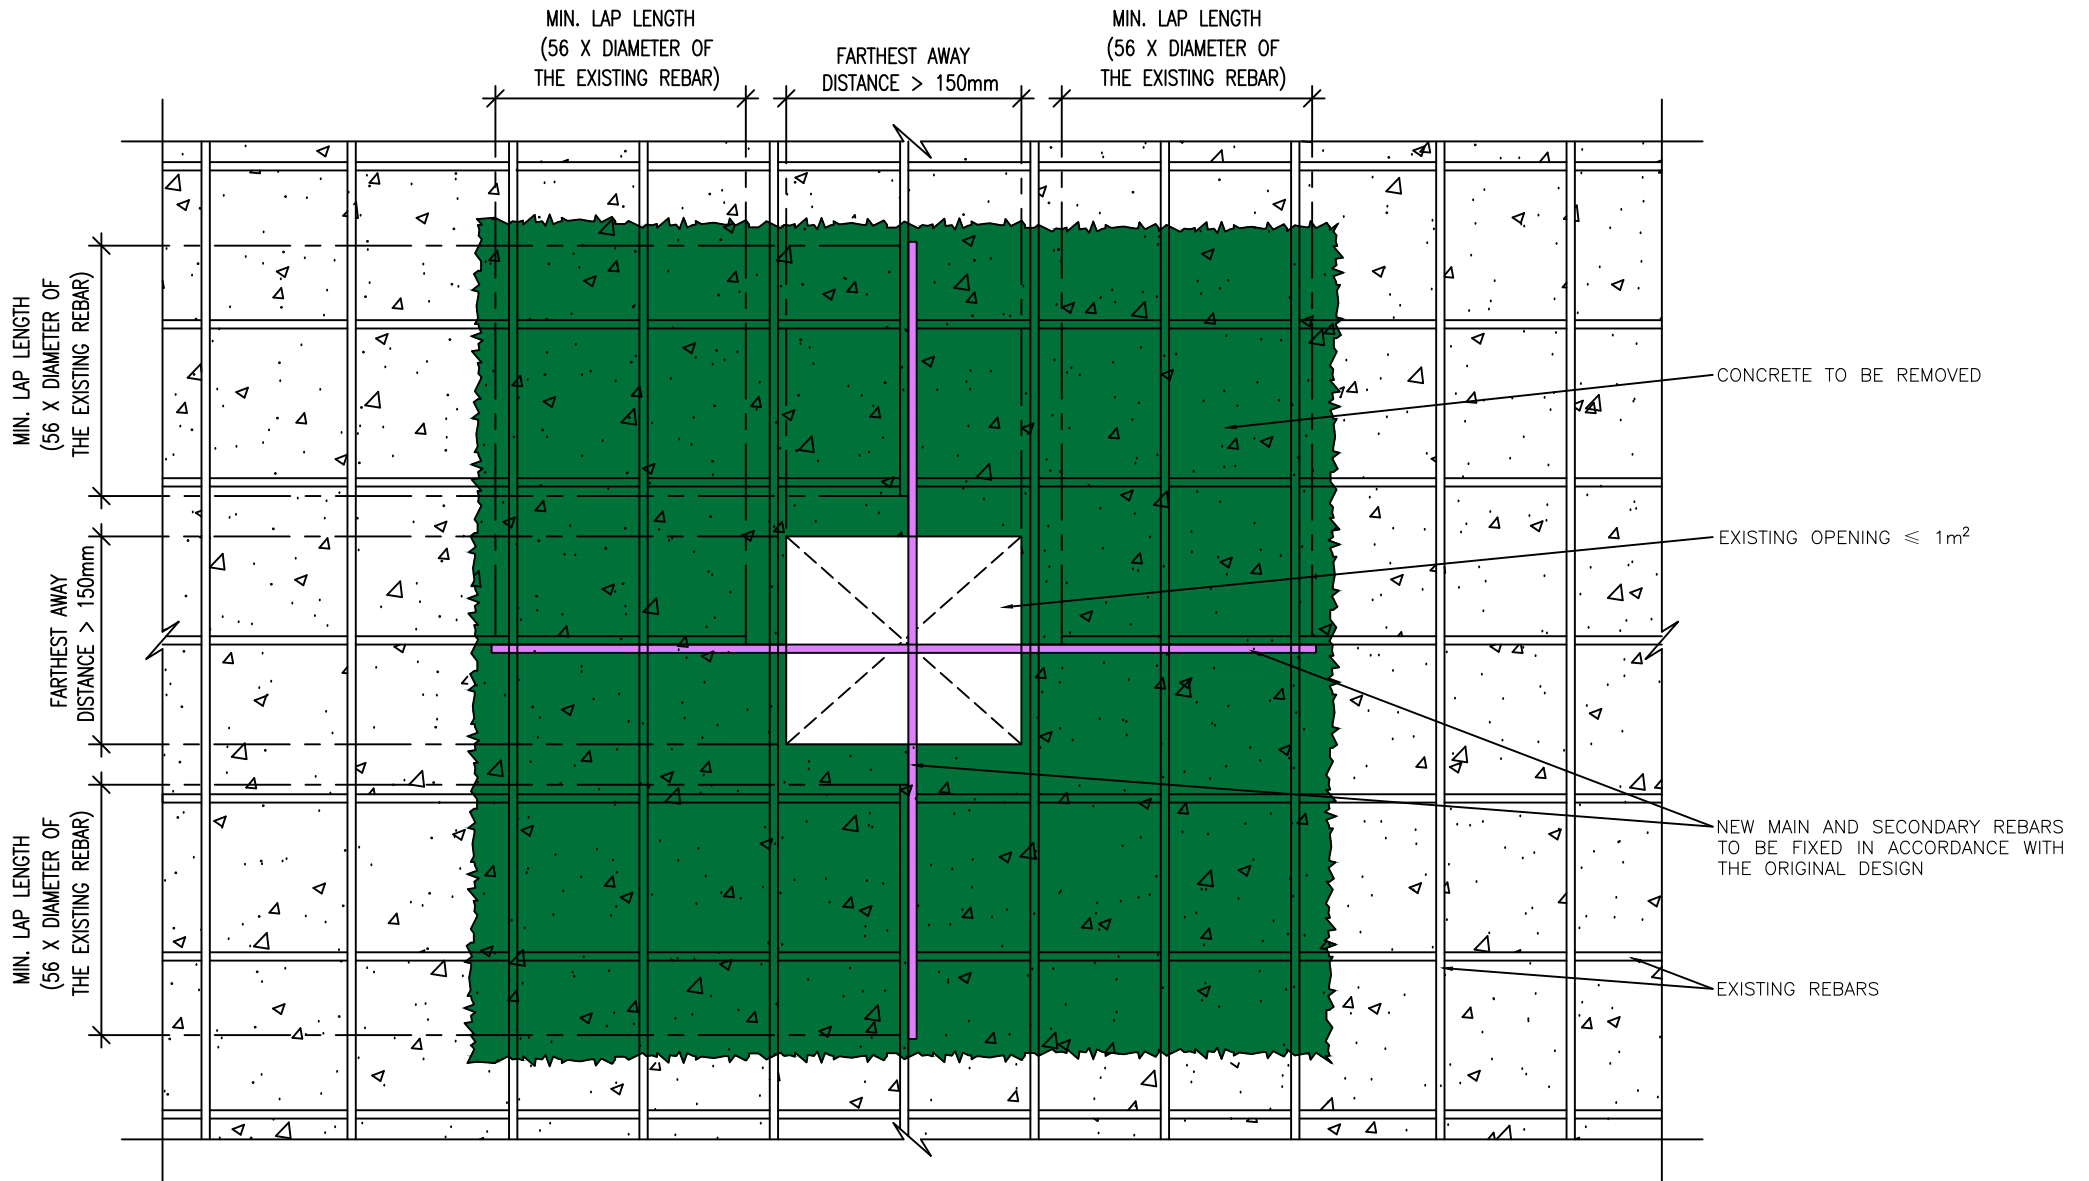 MIN. LAP LENGTH
(56 X DIAMETER OF
THE EXISTING REBAR)
FARTHEST AWAY
DISTANCE > 150mm
MIN. LAP LENGTH
(56 X DIAMETER OF
THE EXISTING REBAR)
MIN. LAP LENGTH
(56 X DIAMETER OF
THE EXISTING REBAR)
FARTHEST AWAY
DISTANCE > 150mm
MIN. LAP LENGTH
(56 X DIAMETER OF
THE EXISTING REBAR)
CONCRETE TO BE REMOVED
EXISTING OPENING ⩽ 1m²
NEW MAIN AND SECONDARY REBARS
TO BE FIXED IN ACCORDANCE WITH
THE ORIGINAL DESIGN
EXISTING REBARS